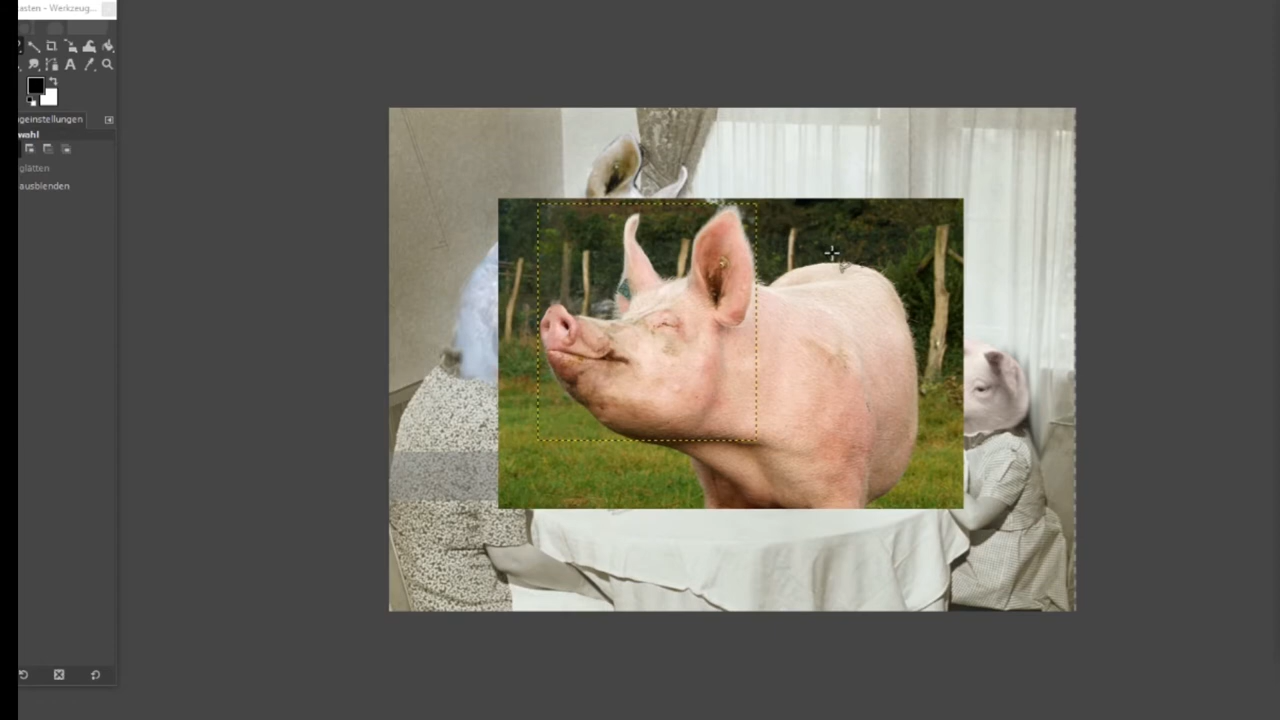 asten - Werkzeug...
geinstellungen
wahl
glätten
ausblenden